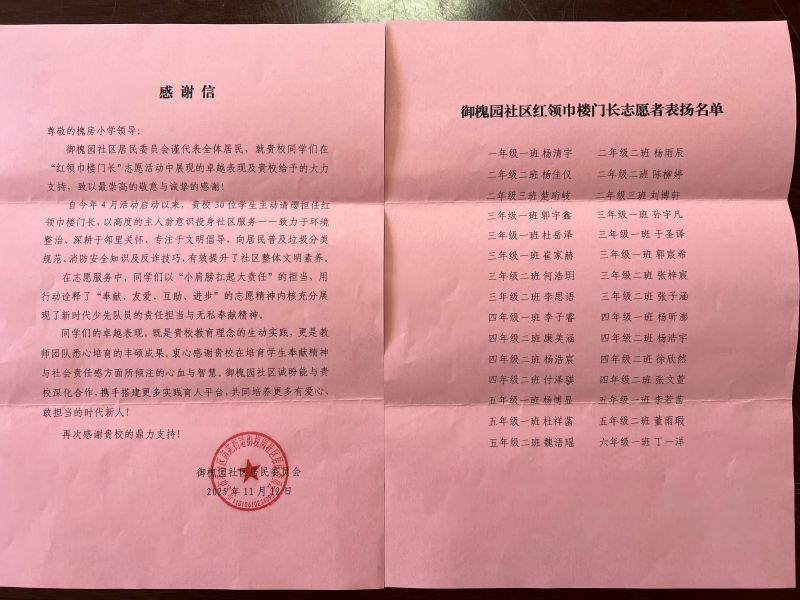 感谢信
尊敬的槐房小学领导：
御槐园社区居民委员会谨代表全体居民，就贵校同学们在
“红领巾楼门长”志愿活动中展现的卓越表现及贵校给予的大力
支持，致以最崇高的敬意与诚挚的感谢！
自今年4月活动启动以来，贵校30位学生主动请缨担任红
领巾楼门长，以高度的主人翁意识投身社区服务——致力于环境
整治、深耕于邻里关怀、专注于文明倡导，向居民普及垃圾分类
规范、消防安全知识及反诈技巧，有效提升了社区整体文明素养。
在志愿服务中，同学们以“小肩膀扛起大责任”的担当，用
行动诠释了“奉献、友爱、互助、进步”的志愿精神内核充分展
现了新时代少先队员的责任担当与无私奉献精神。
同学们的卓越表现，既是贵校教育理念的生动实践，更是教
师团队悉心培育的丰硕成果。衷心感谢贵校在培育学生奉献精神
与社会责任感方面所倾注的心血与智慧。御槐园社区诚盼能与贵
校深化合作，携手搭建更多实践育人平台，共同培养更多有爱心、
敢担当的时代新人！
再次感谢贵校的鼎力支持！
御槐园社区居民委员会
2025年11月12日
御槐园社区红领巾楼门长志愿者表扬名单
一年级一班 杨清宇 二年级二班 杨雨辰
二年级二班 杨佳仪 二年级二班 陈柳婷
二年级三班 楚珩岐 二年级三班 刘博轩
三年级一班 郭宇鑫 三年级一班 孙宇凡
三年级一班 杜岳泽 三年级一班 于圣译
三年级一班 崔家赫 三年级一班 郭宸希
三年级二班 何浩玥 三年级二班 张梓宸
三年级二班 李思语 三年级二班 张子涵
四年级一班 李子睿 四年级一班 杨昕澎
四年级二班 康美涵 四年级二班 杨浩宇
四年级二班 杨浩宸 四年级二班 徐欣然
四年级二班 付泽骐 四年级二班 张文萱
五年级一班 杨博显 五年级一班 李若菡
五年级一班 杜祥菡 五年级二班 董雨瑕
五年级二班 魏语瑶 六年级一班 丁一洋